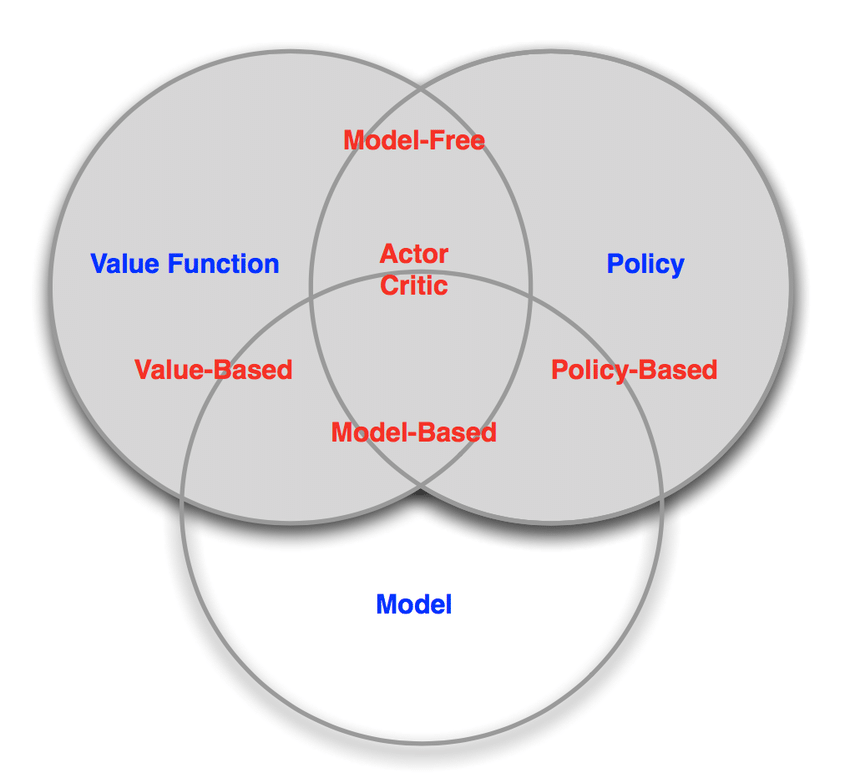 Model-Free
Value Function
Actor
Critic
Policy
Value-Based
Policy-Based
Model-Based
Model